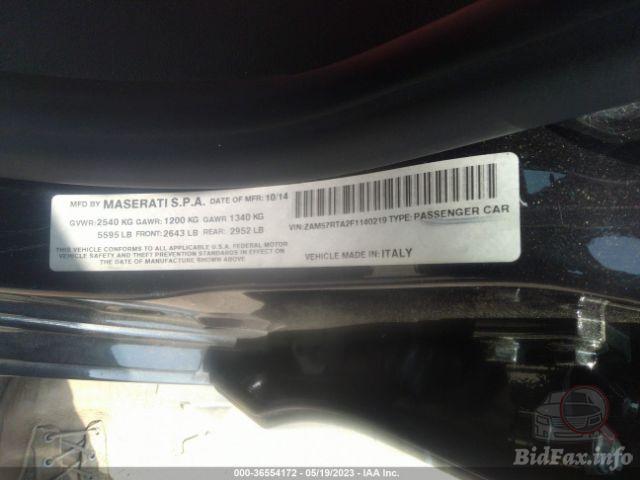 MFD BY MASERATI S.P.A. DATE OF MFR: 10/14
GVWR:2540 KG GAWR: 1200 KG GAWR 1340 KG
5595 LB FRONT: 2643 LB REAR: 2952 LB
THIS VEHICLE CONFORMS TO ALL APPLICABLE U.S.A. FEDERAL MOTOR
VEHICLE SAFETY AND THEFT PREVENTION STANDARDS IN EFFECT ON
THE DATE OF MANUFACTURE SHOWN ABOVE.
VIN:ZAM57RTA2F1140219 TYPE: PASSENGER CAR
VEHICLE MADE IN: ITALY
BidFax.info
000-36554172 - 05/19/2023 - IAA Inc.